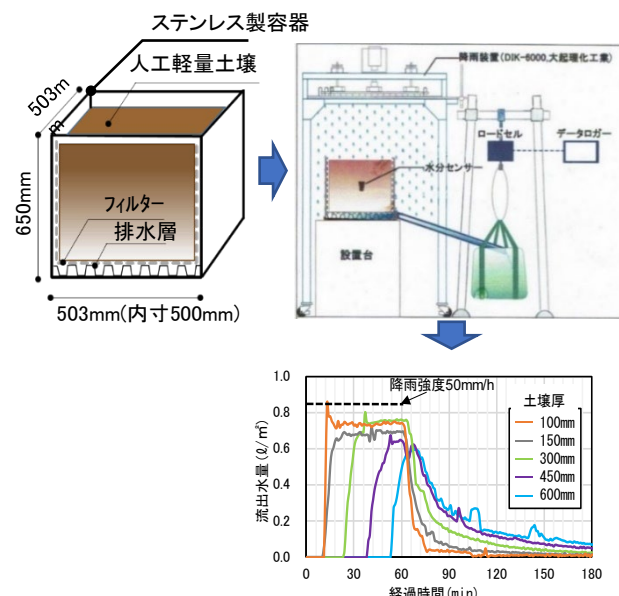 ステンレス製容器
人工軽量土壌
503mm
650mm
フィルター
排水層
503mm(内寸500mm)
降雨装置(DIK-6000,大起理化工業)
ロードセル
データロガー
水分センサー
設置台
降雨強度50mm/h
土壌厚
100mm
150mm
300mm
450mm
600mm
流出水量(ℓ/㎡)
1.0
0.8
0.6
0.4
0.2
0.0
0 30 60 90 120 150 180
経過時間(min)